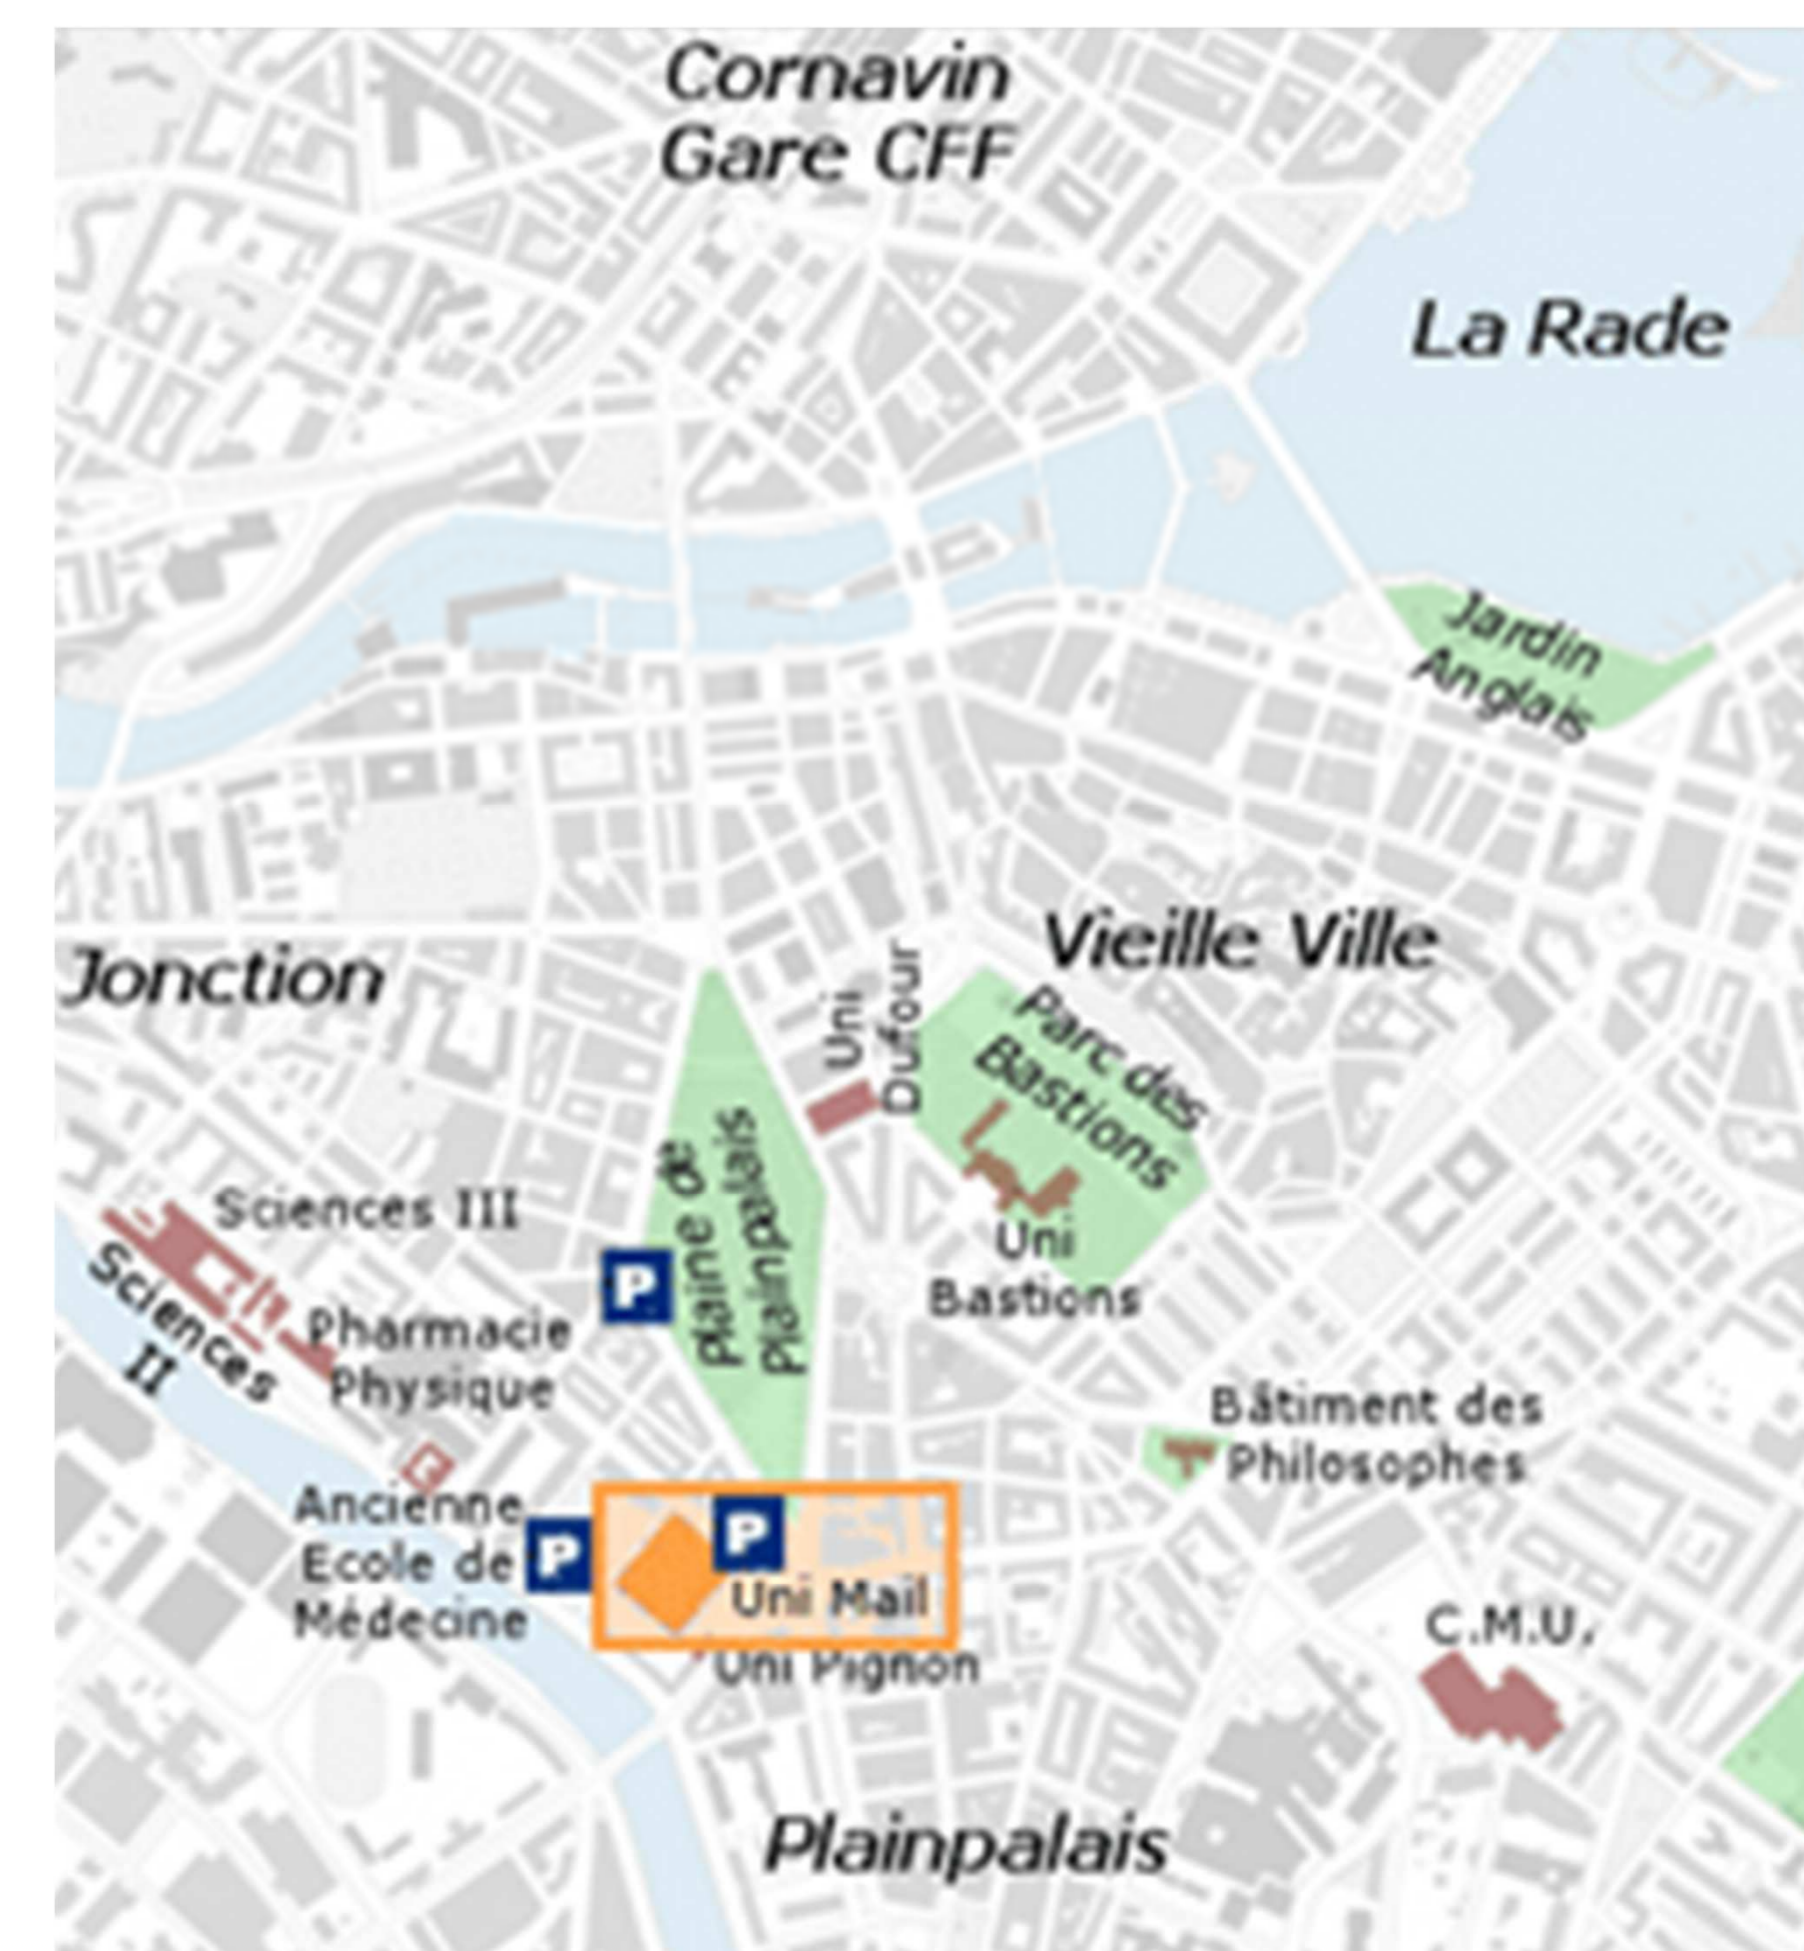 Cornavin
Gare CFF
La Rade
Jardin
Anglais
Vieille Ville
Jonction
Uni
Dufour
Parc des
Bastions
plaine de
Plainpalais
Sciences III
Sciences
II
P
Uni
Bastions
Pharmacie
Physique
Bâtiment des
Philosophes
Ancienne
Ecole de
Médecine
P
P
Uni Mail
Uni Pignon
C.M.U.
Plainpalais